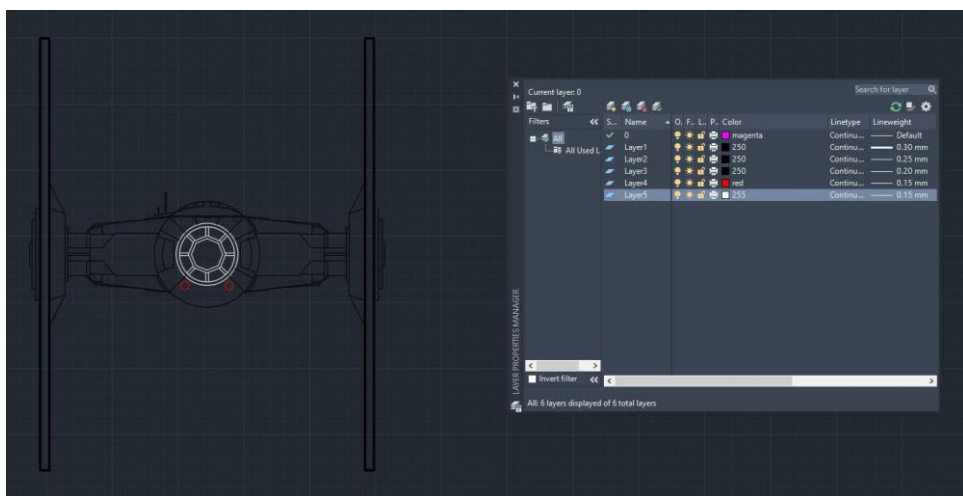 Current layer: 0
Search for layer
Filters
S... Name O. F... L... P... Color Linetype Lineweight
All
All Used L
0 magenta Continu... Default
Layer1 250 Continu... 0.30 mm
Layer2 250 Continu... 0.25 mm
Layer3 250 Continu... 0.20 mm
Layer4 red Continu... 0.15 mm
Layer5 255 Continu... 0.15 mm
Invert filter
All: 6 layers displayed of 6 total layers
LAYER PROPERTIES MANAGER